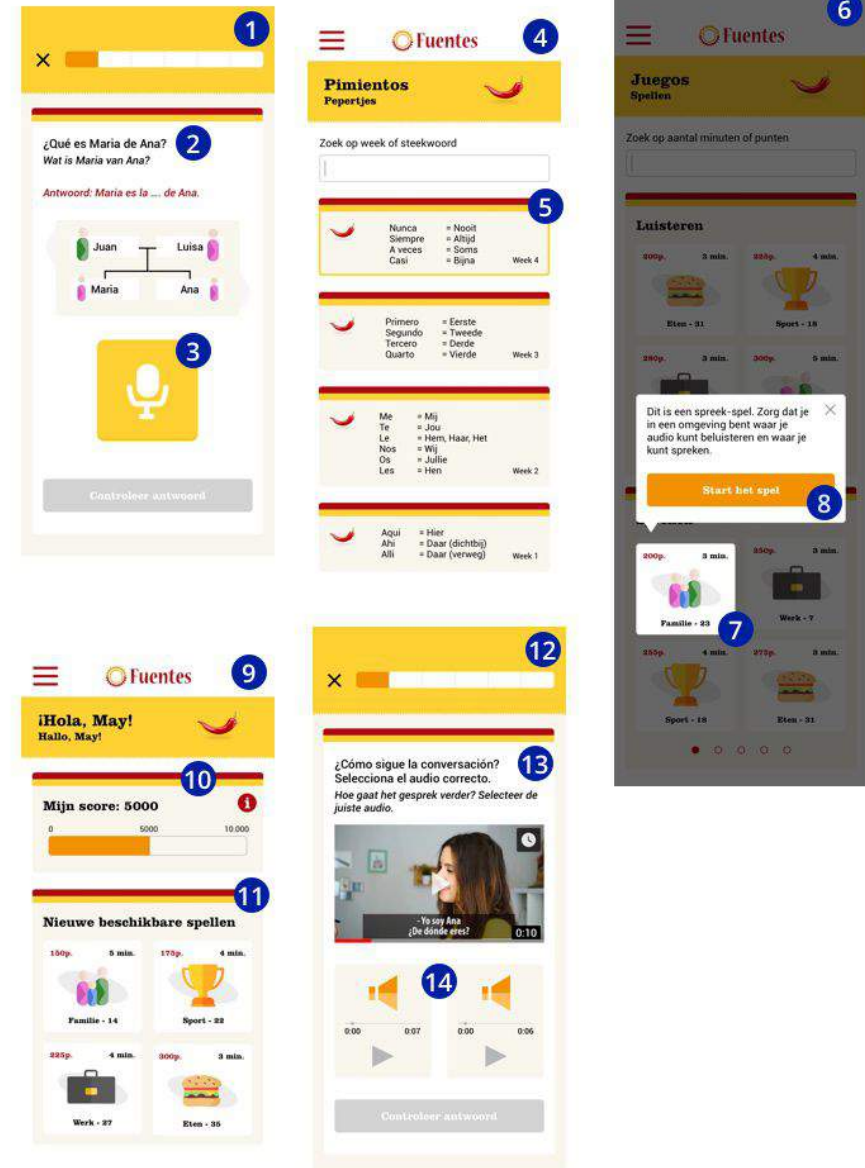 1
2
¿Qué es Maria de Ana?
Wat is Maria van Ana?
Antwoord: Maria es la .... de Ana.
Juan
Luisa
Maria
Ana
3
Controleer antwoord
4
Fuentes
Pimientos
Pepertjes
Zoek op week of steekwoord
5
Nunca = Nooit
Siempre = Altijd
A veces = Soms
Casi = Bijna
Week 4
Primero = Eerste
Segundo = Tweede
Tercero = Derde
Quarto = Vierde
Week 3
Me = Mij
Te = Jou
Le = Hem, Haar, Het
Nos = Wij
Os = Jullie
Les = Hen
Week 2
Aqui = Hier
Ahi = Daar (dichtbij)
Alli = Daar (verweg)
Week 1
6
Fuentes
Juegos
Spellen
Zoek op aantal minuten of punten
Luisteren
200p. 3 min.
Eten - 31
225p. 4 min.
Sport - 18
3 min.
300p. 5 min.
Dit is een spreek-spel. Zorg dat je
in een omgeving bent waar je
audio kunt beluisteren en waar je
kunt spreken.
Start het spel
8
200p. 3 min.
Familie - 23
7
350p. 3 min.
Werk - 7
4 min.
Sport - 18
275p. 3 min.
Eten - 31
9
Fuentes
¡Hola, May!
Hallo, May!
10
Mijn score: 5000
0 5000 10.000
11
Nieuwe beschikbare spellen
150p. 5 min.
Familie - 14
175p. 4 min.
Sport - 22
225p. 4 min.
Werk - 27
300p. 3 min.
Eten - 35
12
13
¿Cómo sigue la conversación?
Selecciona el audio correcto.
Hoe gaat het gesprek verder? Selecteer de
juiste audio.
- Yo soy Ana
¿De dónde eres?
0:10
14
0:00 0:07
0:00 0:06
Controleer antwoord